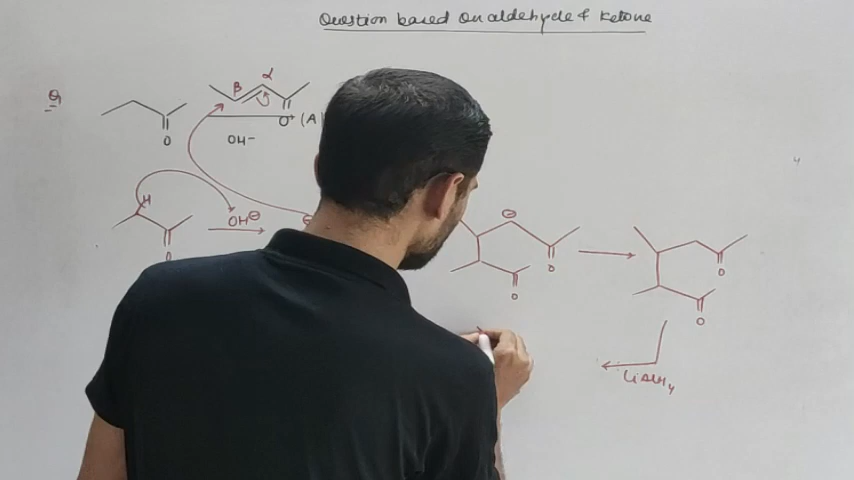 Question based on aldehyde & Ketone
Q
β α
O
O (A)
OH-
H
OH⊖
O
⊖
O
O
O
O
LiAlH4